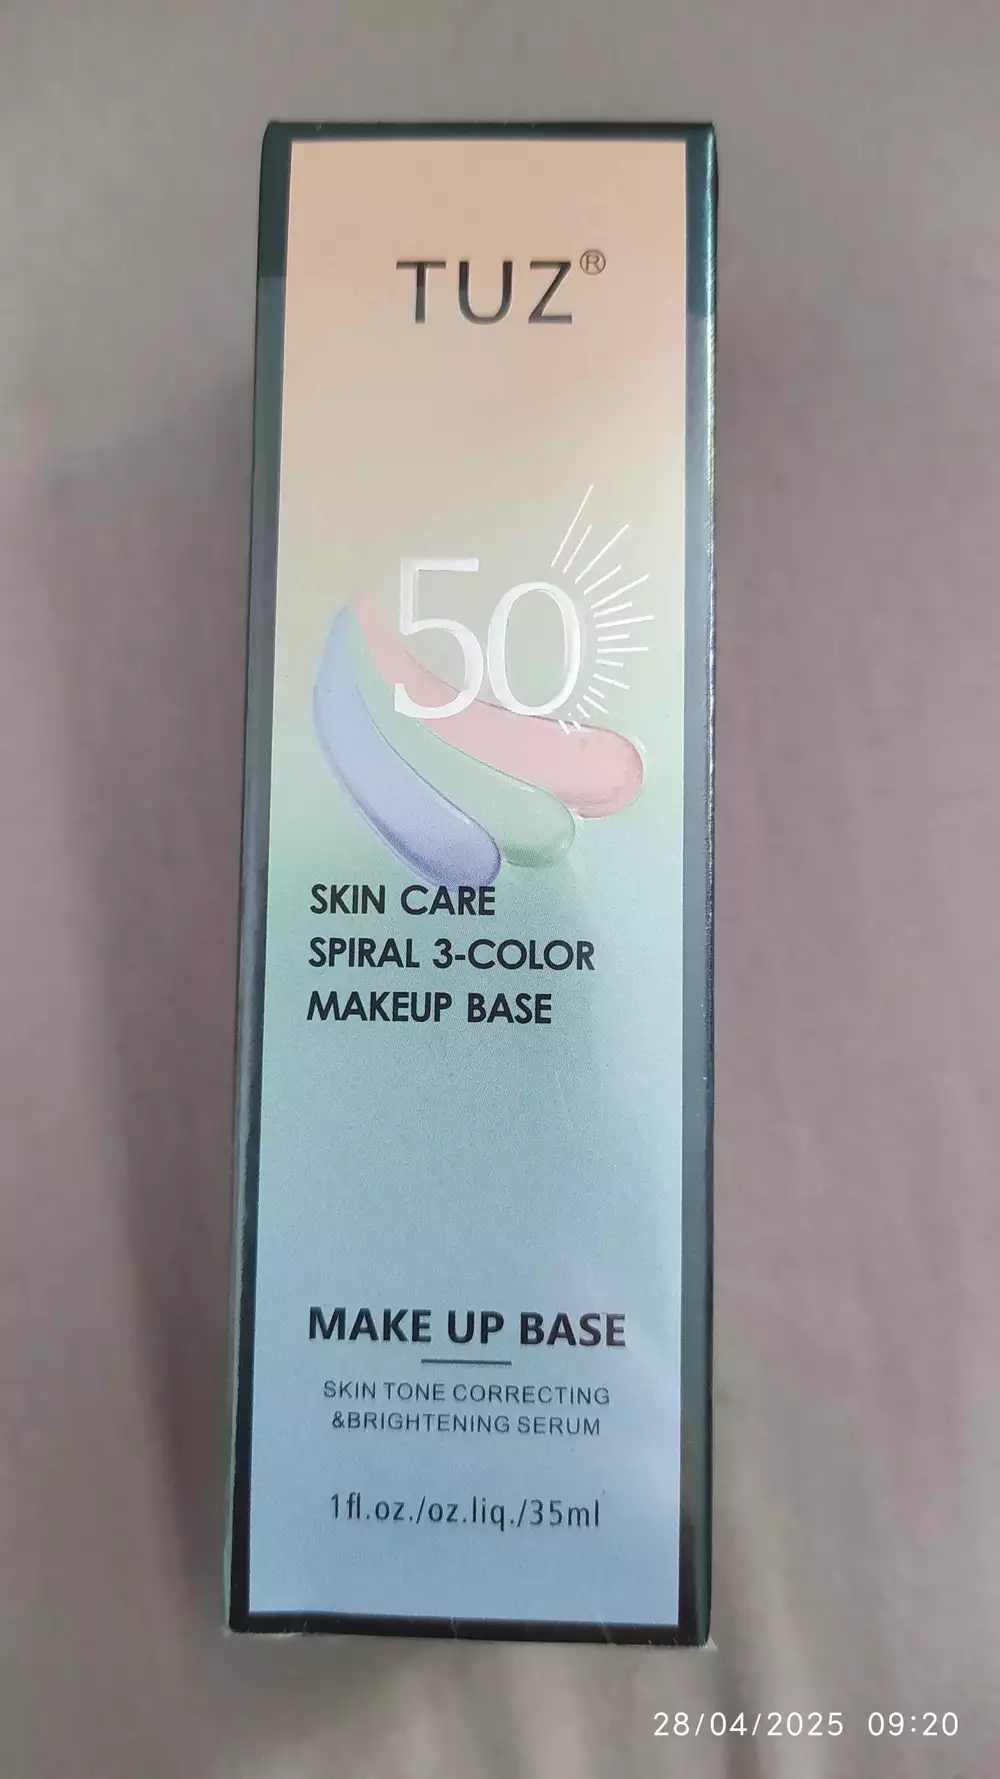 TUZ®
50
SKIN CARE
SPIRAL 3-COLOR
MAKEUP BASE
MAKE UP BASE
SKIN TONE CORRECTING
&BRIGHTENING SERUM
1fl.oz./oz.liq./35ml
28/04/2025 09:20